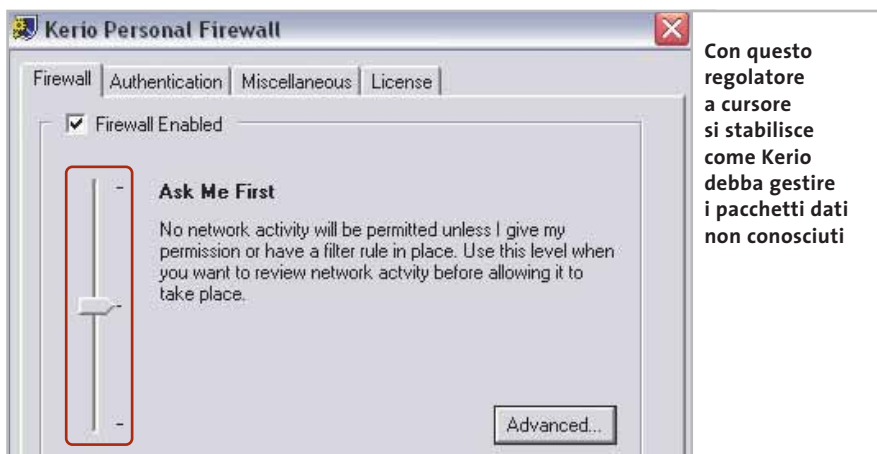 Kerio Personal Firewall
Firewall Authentication Miscellaneous License
Firewall Enabled
Ask Me First
No network activity will be permitted unless I give my
permission or have a filter rule in place. Use this level when
you want to review network actvity before allowing it to
take place.
Advanced...
Con questo
regolatore
a cursore
si stabilisce
come Kerio
debba gestire
i pacchetti dati
non conosciuti